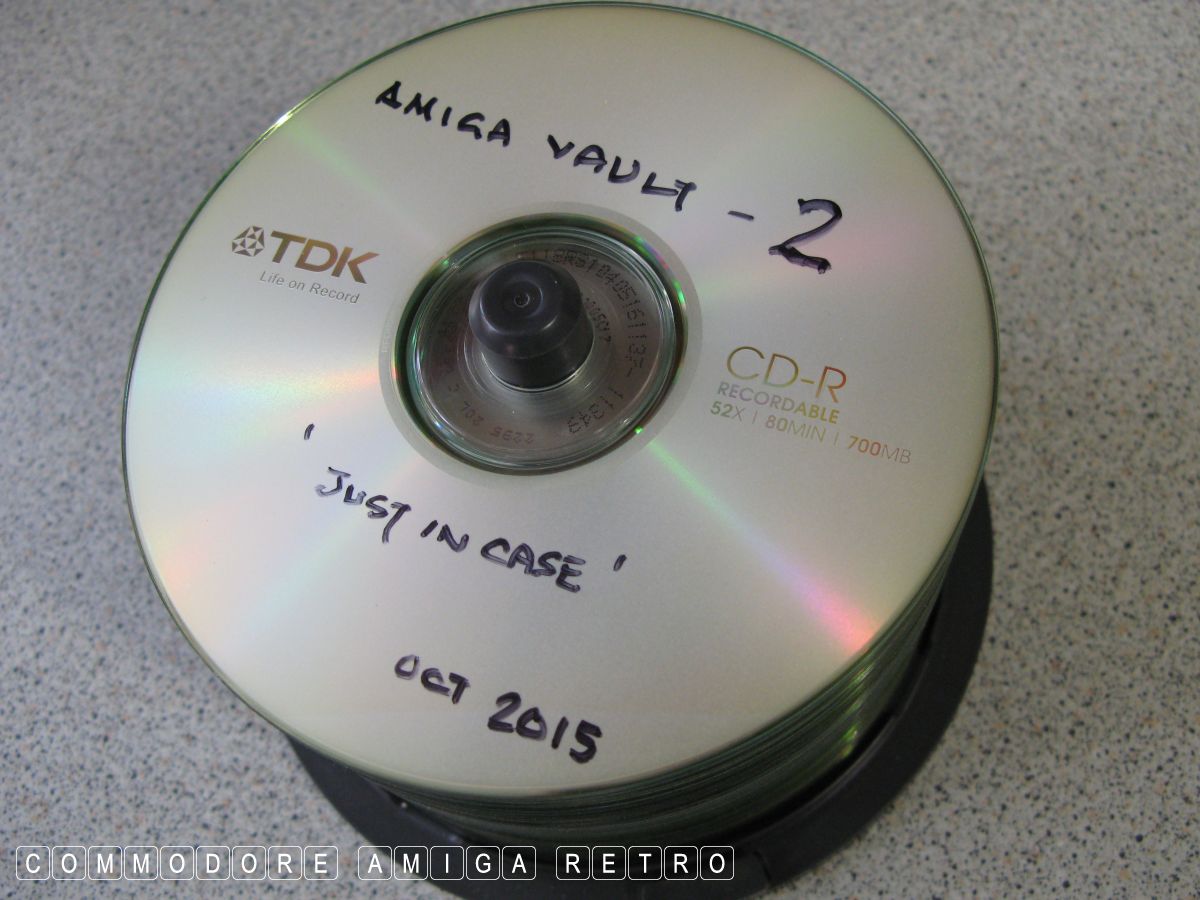 AMIGA VAULT - 2
TDK
Life on Record
CD-R
RECORDABLE
52X | 80MIN | 700MB
' JUST IN CASE '
OCT 2015
COMMODORE AMIGA RETRO